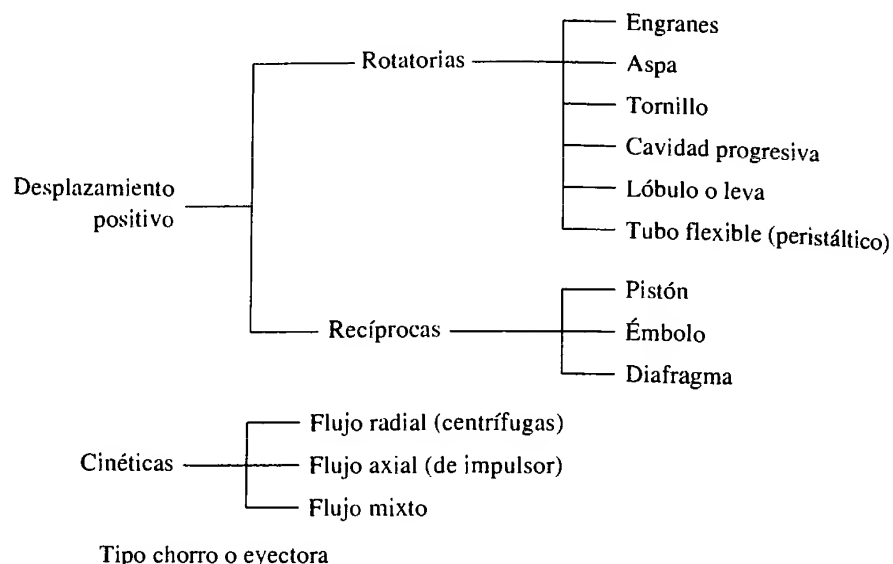 Engranes
Rotatorias
Aspa
Tornillo
Cavidad progresiva
Desplazamiento
positivo
Lóbulo o leva
Tubo flexible (peristáltico)
Pistón
Recíprocas
Émbolo
Diafragma
Flujo radial (centrífugas)
Cinéticas
Flujo axial (de impulsor)
Flujo mixto
Tipo chorro o eyectora